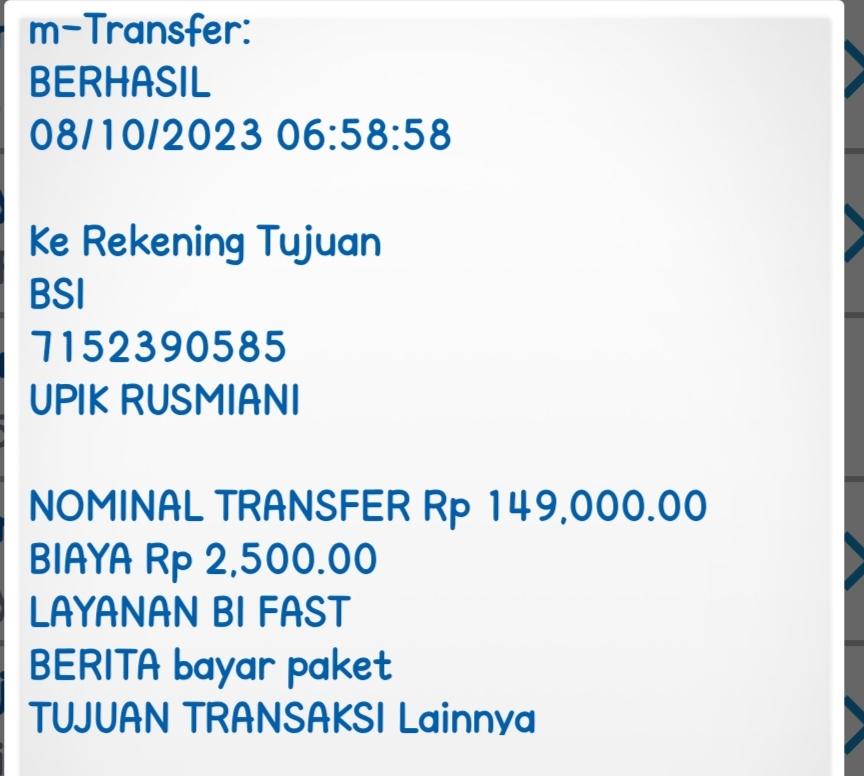 m-Transfer:
BERHASIL
08/10/2023 06:58:58
Ke Rekening Tujuan
BSI
7152390585
UPIK RUSMIANI
NOMINAL TRANSFER Rp 149,000.00
BIAYA Rp 2,500.00
LAYANAN BI FAST
BERITA bayar paket
TUJUAN TRANSAKSI Lainnya